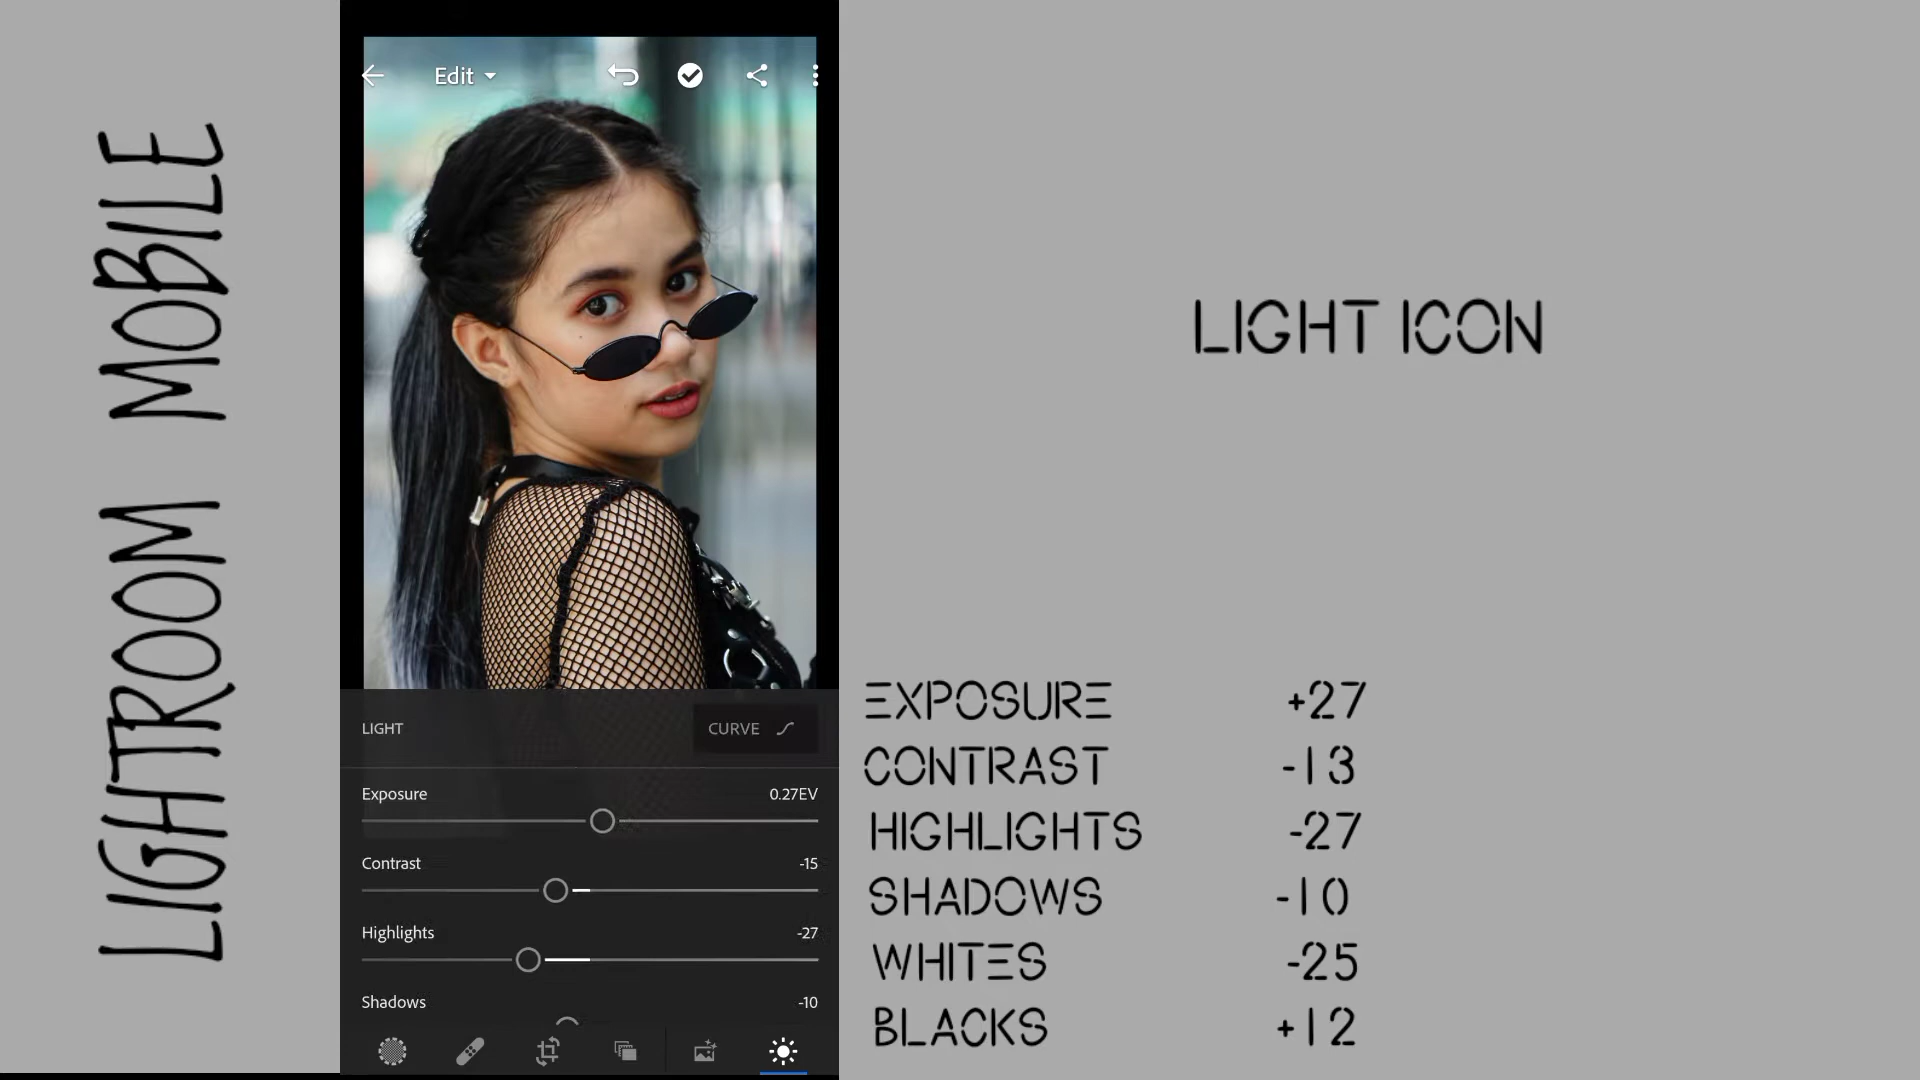 LIGHTROOM MOBILE
Edit
LIGHT CURVE
Exposure 0.27EV
Contrast -15
Highlights -27
Shadows -10
LIGHT ICON
EXPOSURE +27
CONTRAST -13
HIGHLIGHTS -27
SHADOWS -10
WHITES -25
BLACKS +12